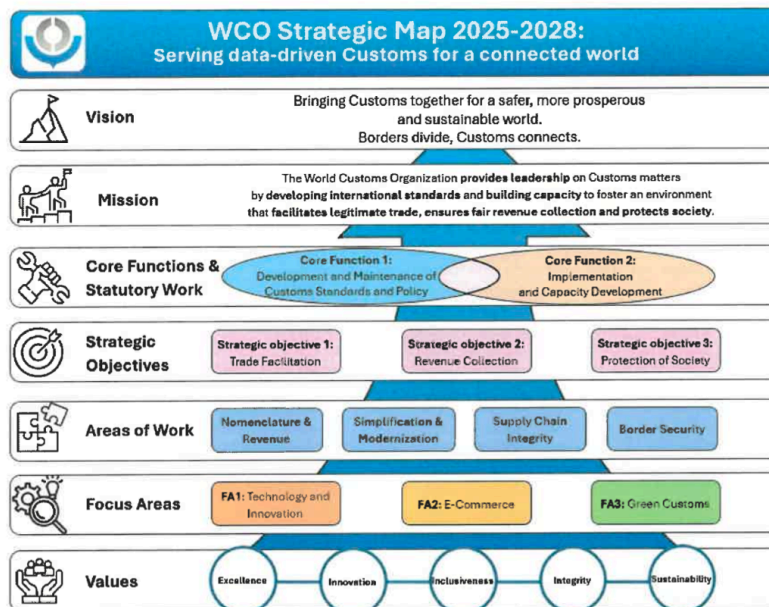 WCO Strategic Map 2025-2028:
Serving data-driven Customs for a connected world
Vision
Bringing Customs together for a safer, more prosperous
and sustainable world.
Borders divide, Customs connects.
Mission
The World Customs Organization provides leadership on Customs matters
by developing international standards and building capacity to foster an environment
that facilitates legitimate trade, ensures fair revenue collection and protects society.
Core Functions &
Statutory Work
Core Function 1:
Development and Maintenance of
Customs Standards and Policy
Core Function 2:
Implementation
and Capacity Development
Strategic
Objectives
Strategic objective 1:
Trade Facilitation
Strategic objective 2:
Revenue Collection
Strategic objective 3:
Protection of Society
Areas of Work
Nomenclature &
Revenue
Simplification &
Modernization
Supply Chain
Integrity
Border Security
Focus Areas
FA1: Technology and
Innovation
FA2: E-Commerce
FA3: Green Customs
Values
Excellence
Innovation
Inclusiveness
Integrity
Sustainability